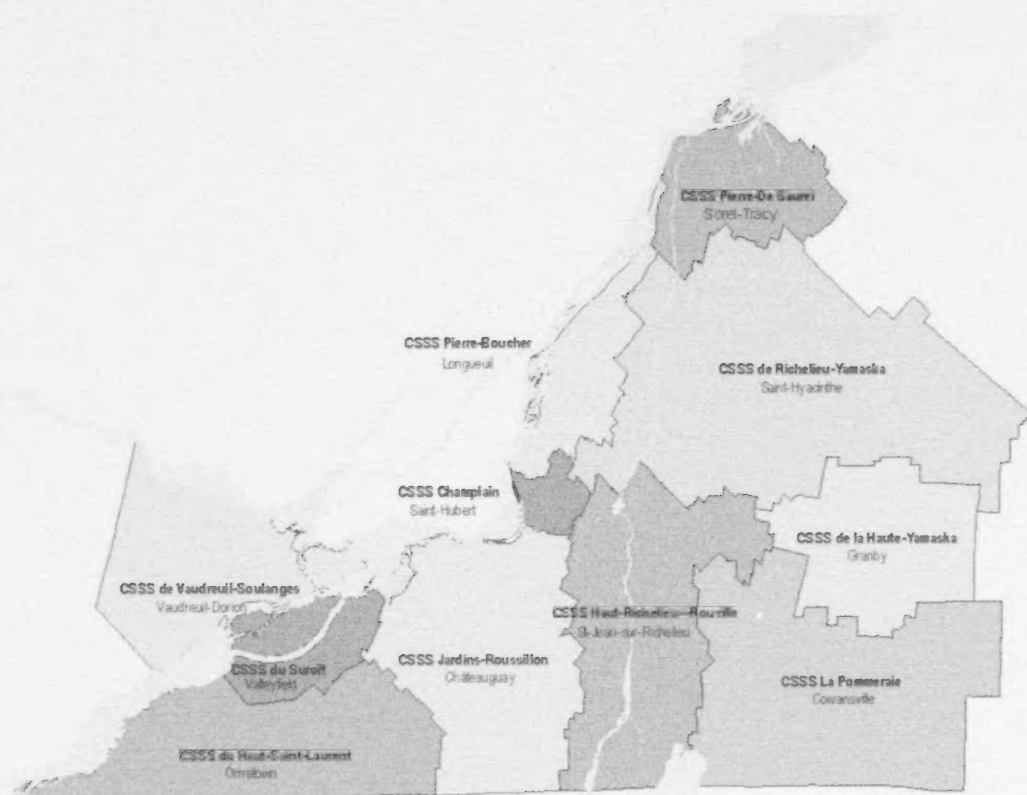 CSSS Pierre-De Saurel
Sorel-Tracy
CSSS Pierre-Boucher
Longueuil
CSSS de Richelieu-Yamaska
Saint-Hyacinthe
CSSS Champlain
Saint-Hubert
CSSS de la Haute-Yamaska
Granby
CSSS de Vaudreuil-Soulanges
Vaudreuil-Dorion
CSSS Haut-Richelieu—Rouville
St-Jean-sur-Richelieu
CSSS du Suroît
Valleyfield
CSSS Jardins-Roussillon
Châteauguay
CSSS La Pommeraie
Cowansville
CSSS du Haut-Saint-Laurent
Ormstown